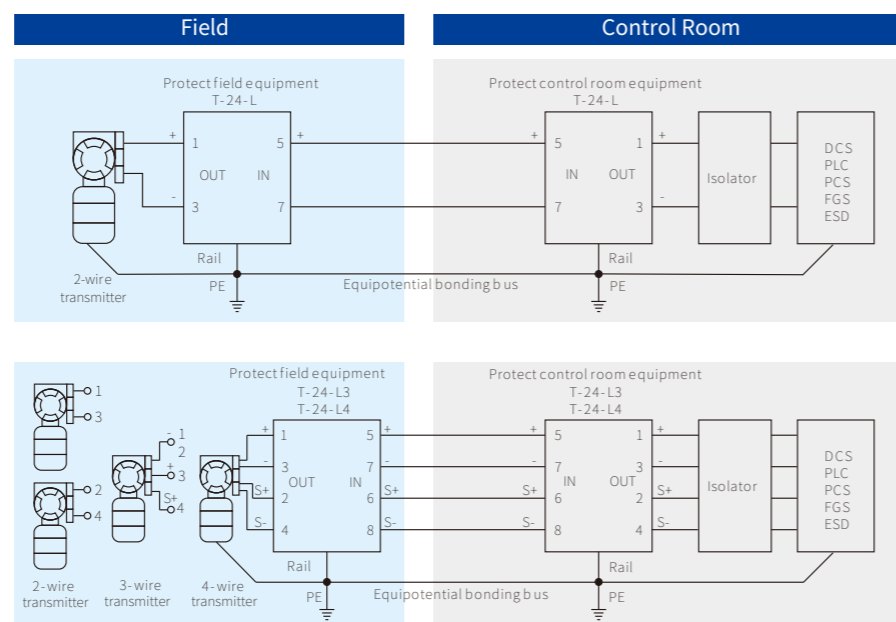 Field
Control Room
Protect field equipment
T-24-L
Protect control room equipment
T-24-L
+ 1 5 +
+ 5 1 +
OUT IN
IN OUT
Isolator
DCS
PLC
PCS
FGS
ESD
- 3 7
7 3 -
Rail
Rail
2-wire
transmitter
PE
Equipotential bonding bus
PE
Protect field equipment
T-24-L3
T-24-L4
Protect control room equipment
T-24-L3
T-24-L4
1
3
2
4
- 1
2
+ 3
S+ 4
+ 1 5 +
- 3 7 -
OUT IN
S+ 2 6 S+
S- 4 8 S-
+ 5 1 +
- 7 3 -
IN OUT
S+ 6 2 S+
S- 8 4 S-
Isolator
DCS
PLC
PCS
FGS
ESD
Rail
Rail
2-wire
transmitter
3-wire
transmitter
4-wire
transmitter
PE
Equipotential bonding bus
PE